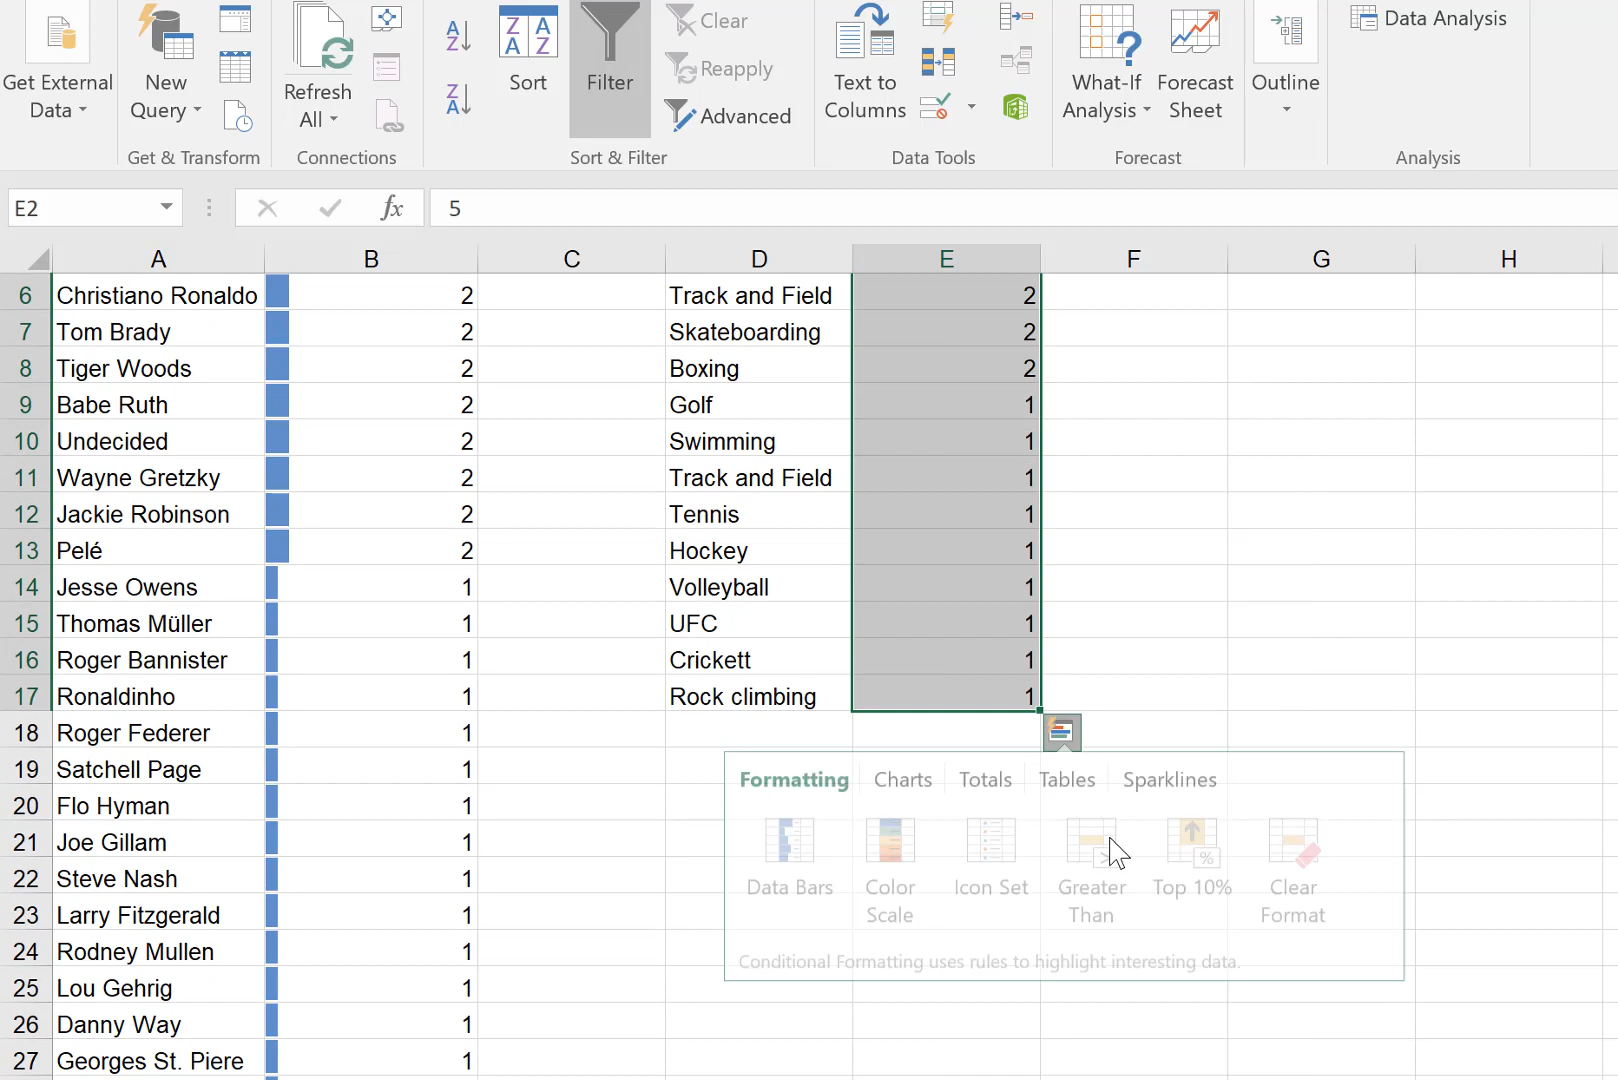 Get External
Data
New
Query
Refresh
All
Sort
Filter
Clear
Reapply
Advanced
Text to
Columns
What-If
Analysis
Forecast
Sheet
Outline
Data Analysis
Get & Transform
Connections
Sort & Filter
Data Tools
Forecast
Analysis
E2
fx
5
A B C D E F G H
6 Christiano Ronaldo 2 Track and Field 2
7 Tom Brady 2 Skateboarding 2
8 Tiger Woods 2 Boxing 2
9 Babe Ruth 2 Golf 1
10 Undecided 2 Swimming 1
11 Wayne Gretzky 2 Track and Field 1
12 Jackie Robinson 2 Tennis 1
13 Pelé 2 Hockey 1
14 Jesse Owens 1 Volleyball 1
15 Thomas Müller 1 UFC 1
16 Roger Bannister 1 Crickett 1
17 Ronaldinho 1 Rock climbing 1
18 Roger Federer 1
19 Satchell Page 1
20 Flo Hyman 1
21 Joe Gillam 1
22 Steve Nash 1
23 Larry Fitzgerald 1
24 Rodney Mullen 1
25 Lou Gehrig 1
26 Danny Way 1
27 Georges St. Piere 1
Formatting Charts Totals Tables Sparklines
Data Bars
Color
Scale
Icon Set
Greater
Than
Top 10%
Clear
Format
Conditional Formatting uses rules to highlight interesting data.